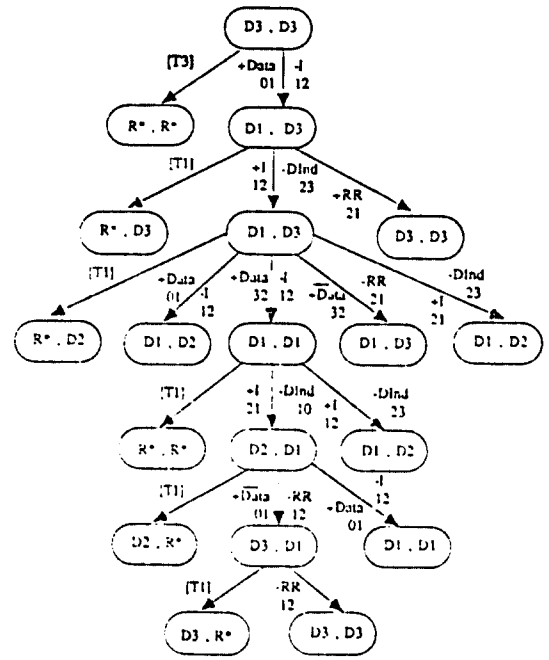 D3 , D3
[T3]
+Data
01
-I
12
R* , R*
D1 , D3
[T1]
+I
12
-DInd
23
+RR
21
R* , D3
D1 , D3
D3 , D3
[T1]
+Data
01
-I
12
+Data
32
-I
12
+D̅a̅t̅a̅
32
-RR
21
+I
21
-DInd
23
R* , D2
D1 , D2
D1 , D1
D1 , D3
D1 , D2
[T1]
+I
21
-DInd
10
+I
12
-DInd
23
R* , R*
D2 , D1
D1 , D2
[T1]
+D̅a̅t̅a̅
01
-RR
12
+Data
01
-I
12
D2 , R*
D3 , D1
D1 , D1
[T1]
-RR
12
D3 , R*
D3 , D3